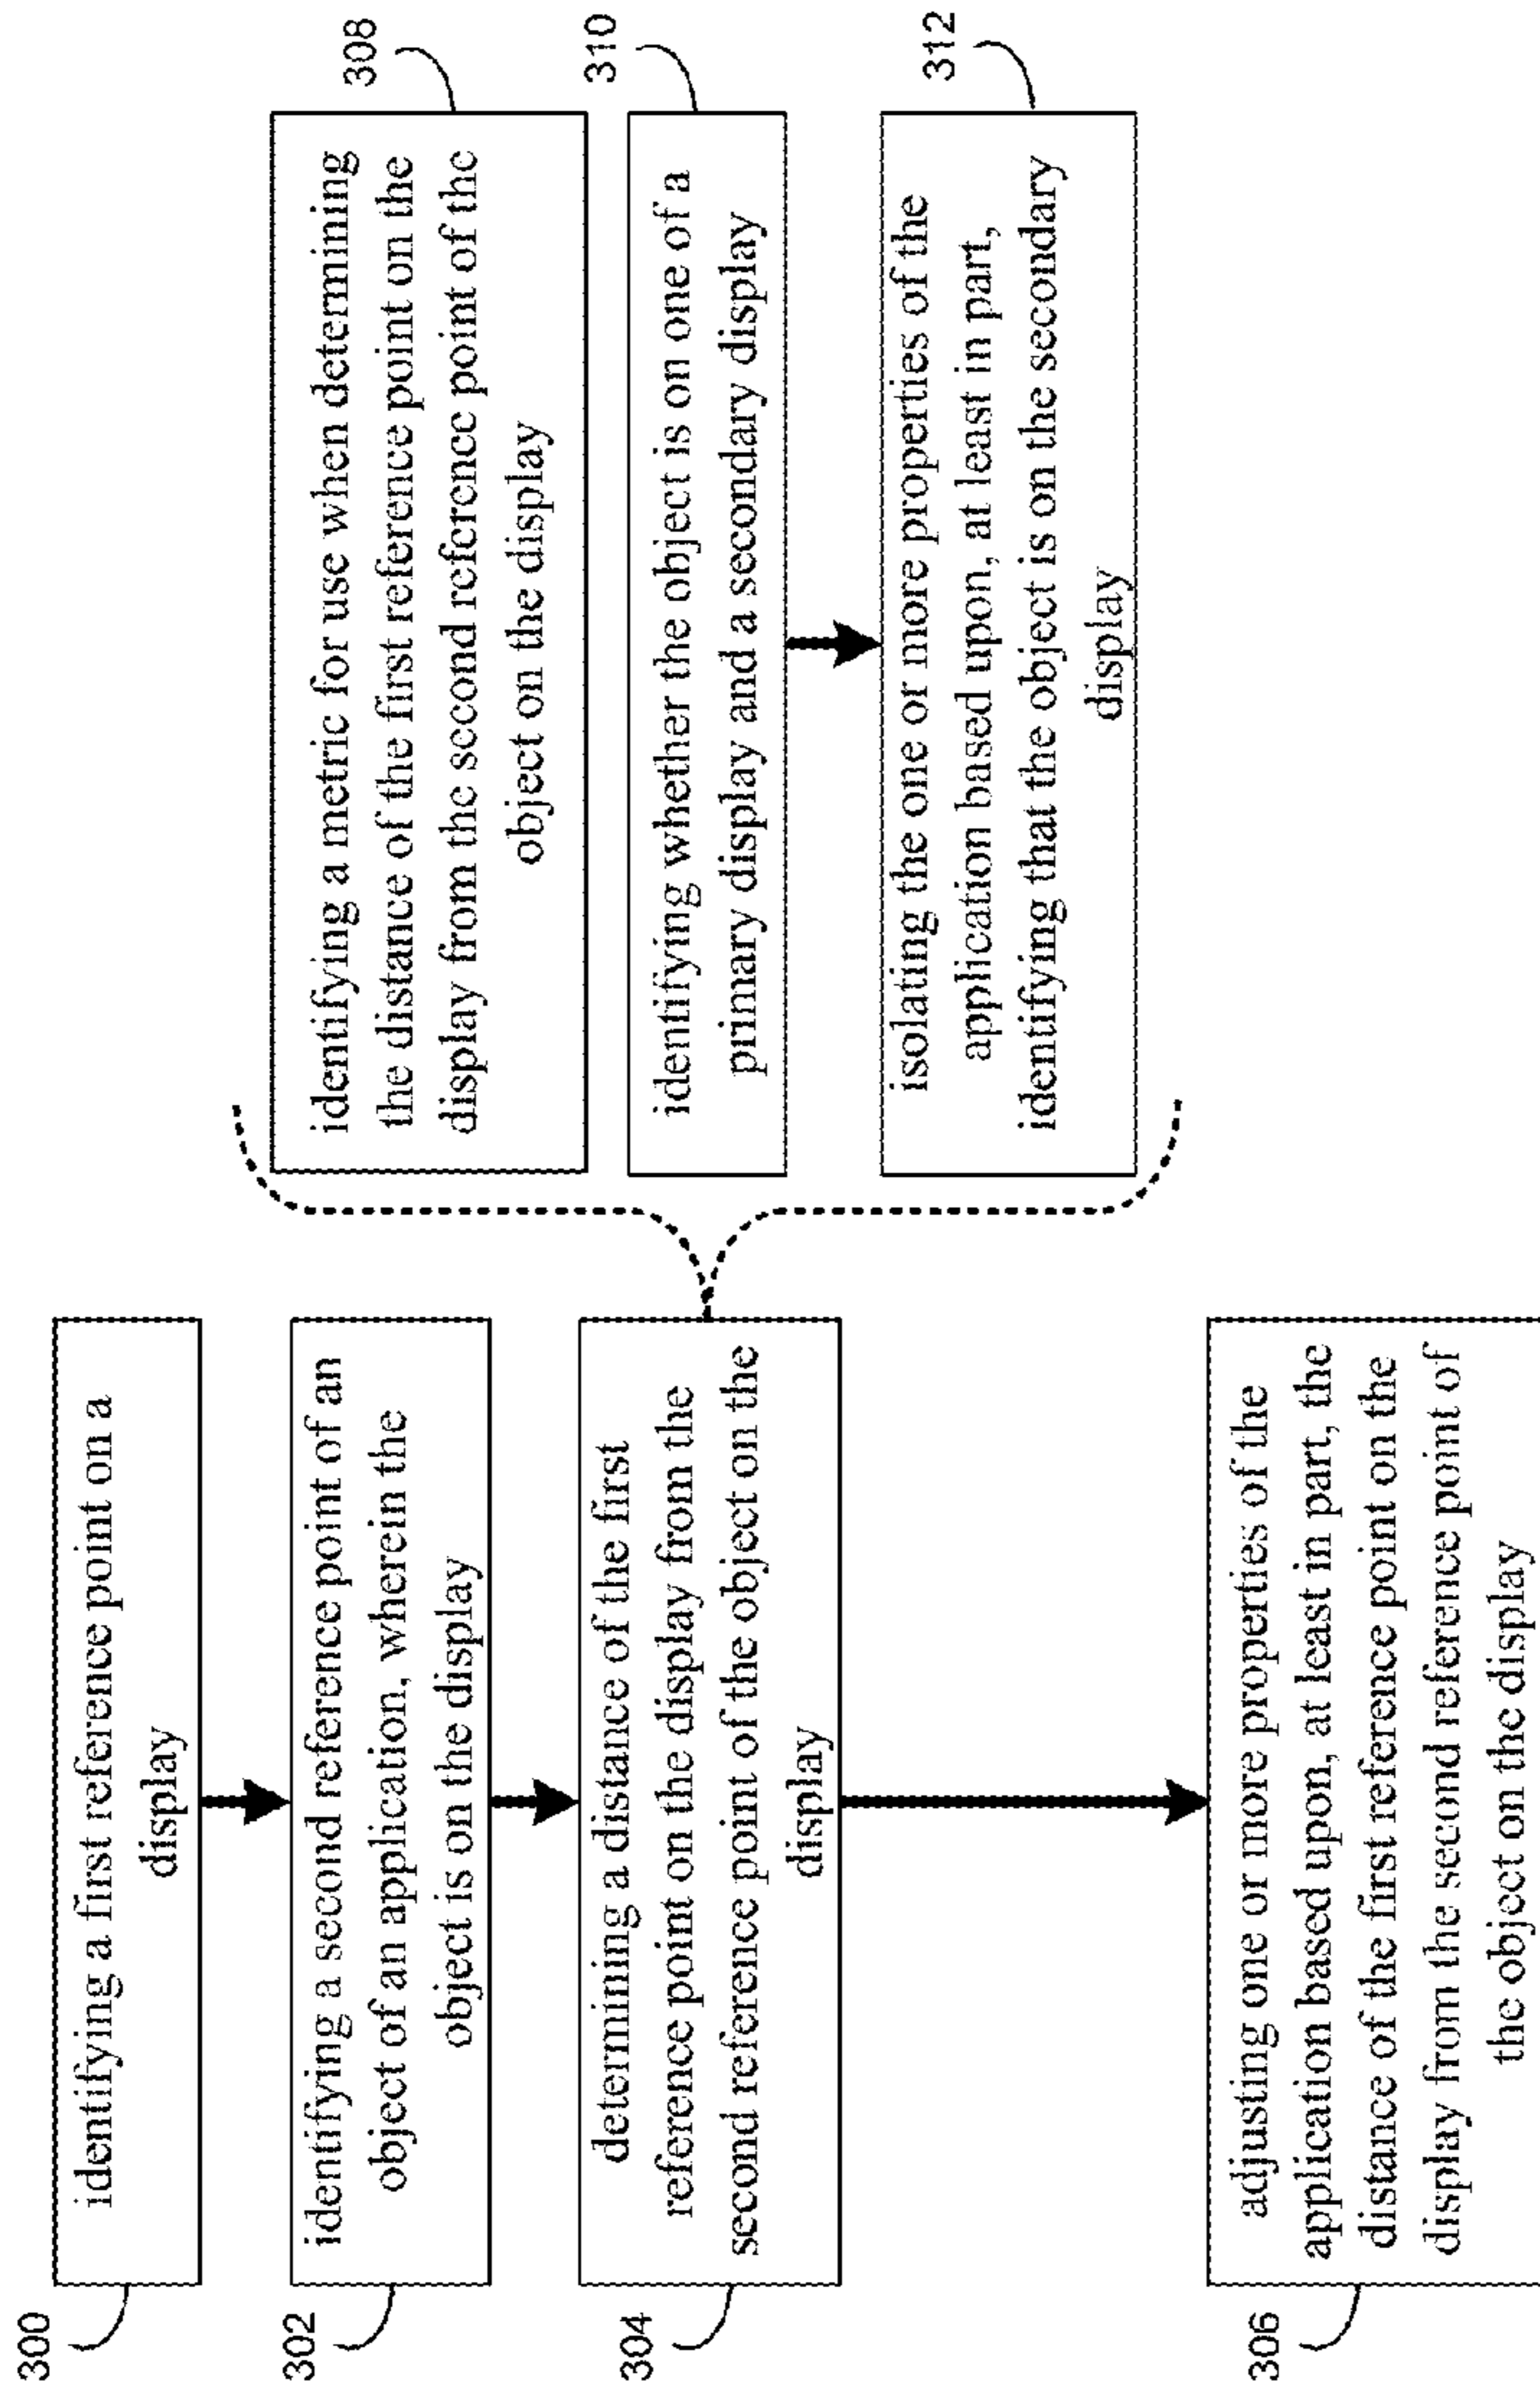 300
identifying a first reference point on a
display
302
identifying a second reference point of an
object of an application, wherein the
object is on the display
304
determining a distance of the first
reference point on the display from the
second reference point of the object on the
display
306
adjusting one or more properties of the
application based upon, at least in part, the
distance of the first reference point on the
display from the second reference point of
the object on the display
308
identifying a metric for use when determining
the distance of the first reference point on the
display from the second reference point of the
object on the display
310
identifying whether the object is on one of a
primary display and a secondary display
312
isolating the one or more properties of the
application based upon, at least in part,
identifying that the object is on the secondary
display